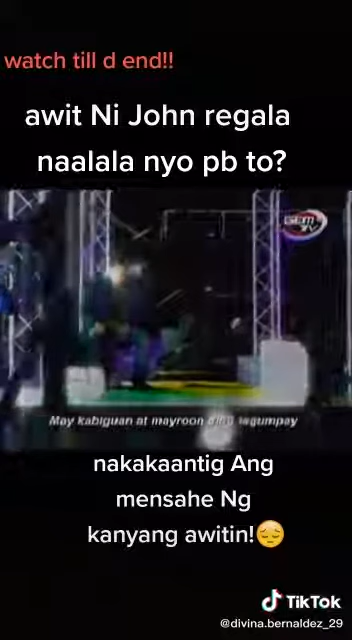 watch till d end!!
awit Ni John regala
naalala nyo pb to?
GEM TV
May kabiguan at mayroon ding tagumpay
nakakaantig Ang
mensahe Ng
kanyang awitin!😔
TikTok
@divina.bernaldez_29